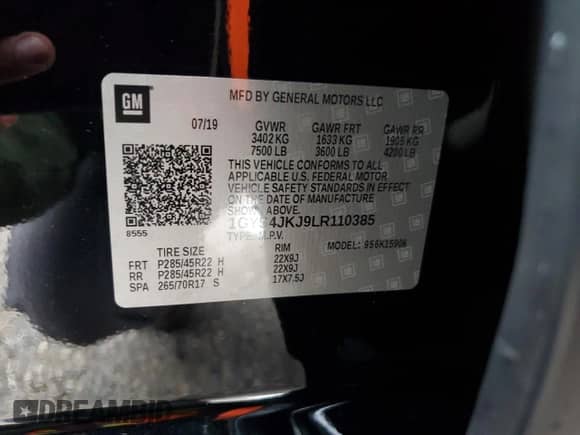 GM
MFD BY GENERAL MOTORS LLC
07/19 GVWR GAWR FRT GAWR RR
3402 KG 1633 KG 1905 KG
7500 LB 3600 LB 4200 LB
THIS VEHICLE CONFORMS TO ALL
APPLICABLE U.S. FEDERAL MOTOR
VEHICLE SAFETY STANDARDS IN EFFECT
ON THE DATE OF MANUFACTURE
SHOWN ABOVE.
1GYS4JKJ9LR110385
TYPE: M.P.V. MODEL: 956K15906
8555
TIRE SIZE RIM
FRT P285/45R22 H 22X9J
RR P285/45R22 H 22X9J
SPA 265/70R17 S 17X7.5J
DREAMBID